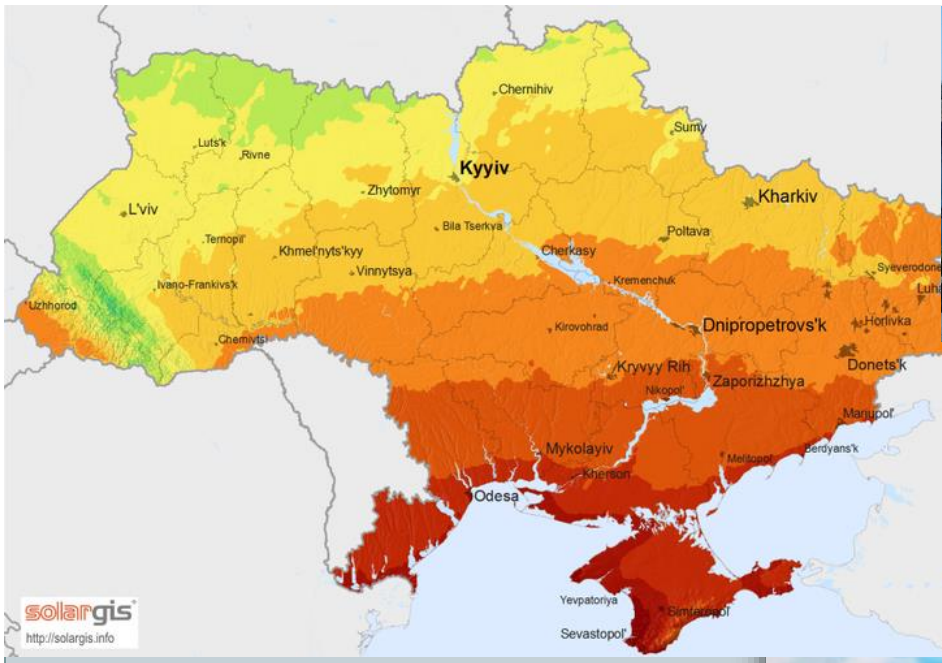 Chernihiv
Sumy
Luts'k
Rivne
Kyyiv
Zhytomyr
Kharkiv
L'viv
Bila Tserkva
Poltava
Ternopil'
Khmel'nyts'kyy
Cherkasy
Vinnytsya
Syeverodone
Ivano-Frankivs'k
Kremenchuk
Uzhhorod
Luh
Horlivka
Dnipropetrovs'k
Kirovohrad
Chernivtsi
Donets'k
Kryvyy Rih
Zaporizhzhya
Nikopol'
Mariupol'
Mykolayiv
Berdyans'k
Melitopol'
Kherson
Odesa
Yevpatoriya
Simferopol'
Sevastopol'
solargis
http://solargis.info